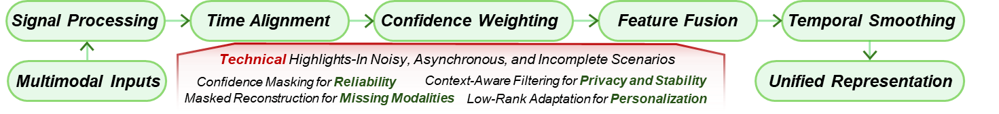 Signal Processing
Time Alignment
Confidence Weighting
Feature Fusion
Temporal Smoothing
Multimodal Inputs
Technical Highlights-In Noisy, Asynchronous, and Incomplete Scenarios
Confidence Masking for Reliability
Context-Aware Filtering for Privacy and Stability
Masked Reconstruction for Missing Modalities
Low-Rank Adaptation for Personalization
Unified Representation